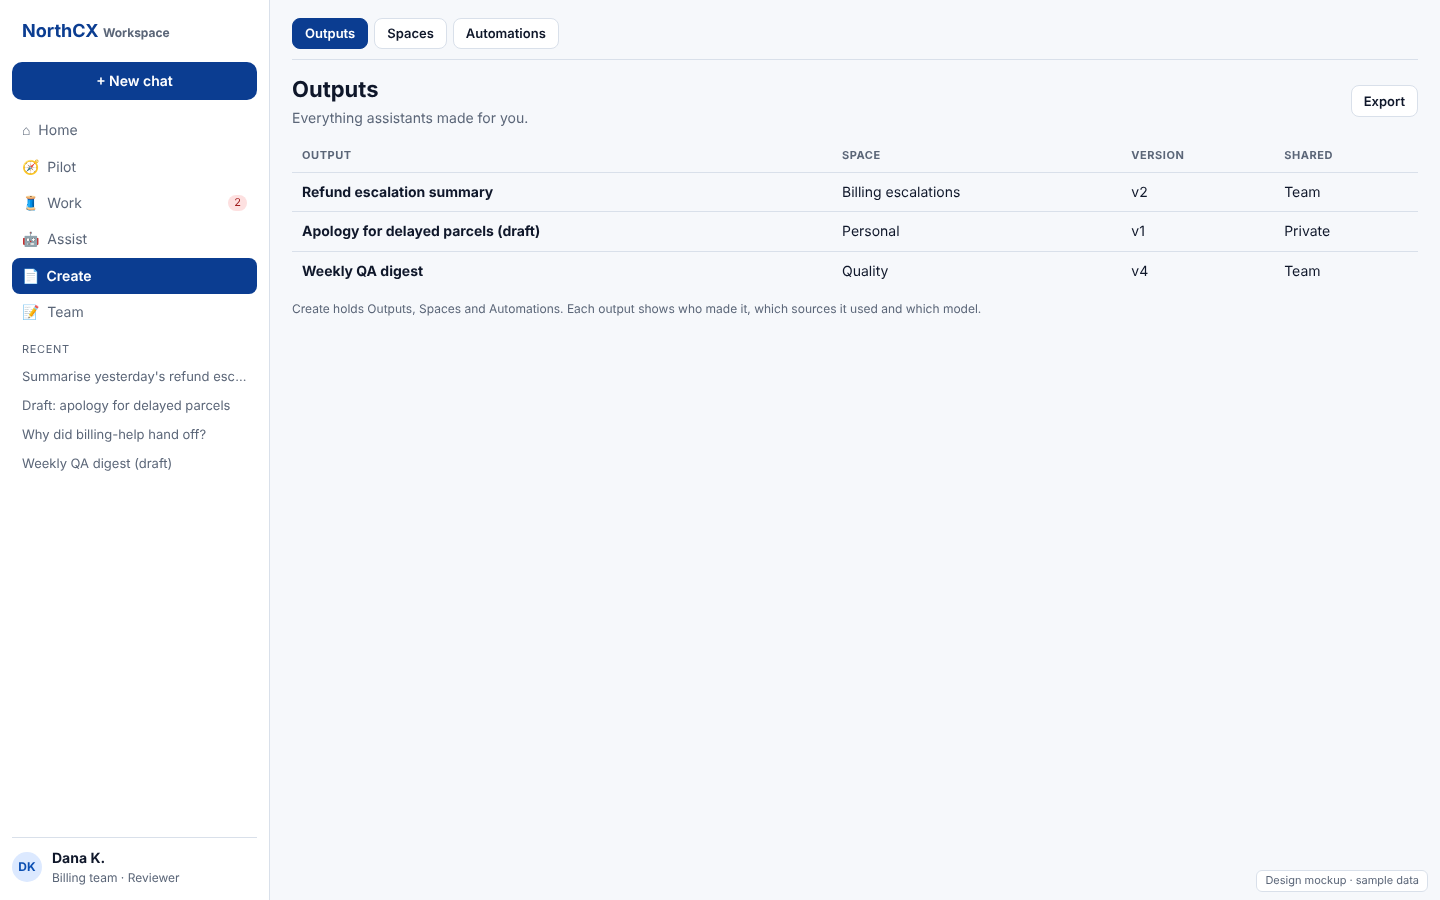 NorthCX Workspace
+ New chat
Home
Pilot
Work 2
Assist
Create
Team
RECENT
Summarise yesterday's refund esc...
Draft: apology for delayed parcels
Why did billing-help hand off?
Weekly QA digest (draft)
DK
Dana K.
Billing team · Reviewer
Outputs Spaces Automations
Outputs
Everything assistants made for you.
Export
OUTPUT SPACE VERSION SHARED
Refund escalation summary Billing escalations v2 Team
Apology for delayed parcels (draft) Personal v1 Private
Weekly QA digest Quality v4 Team
Create holds Outputs, Spaces and Automations. Each output shows who made it, which sources it used and which model.
Design mockup · sample data